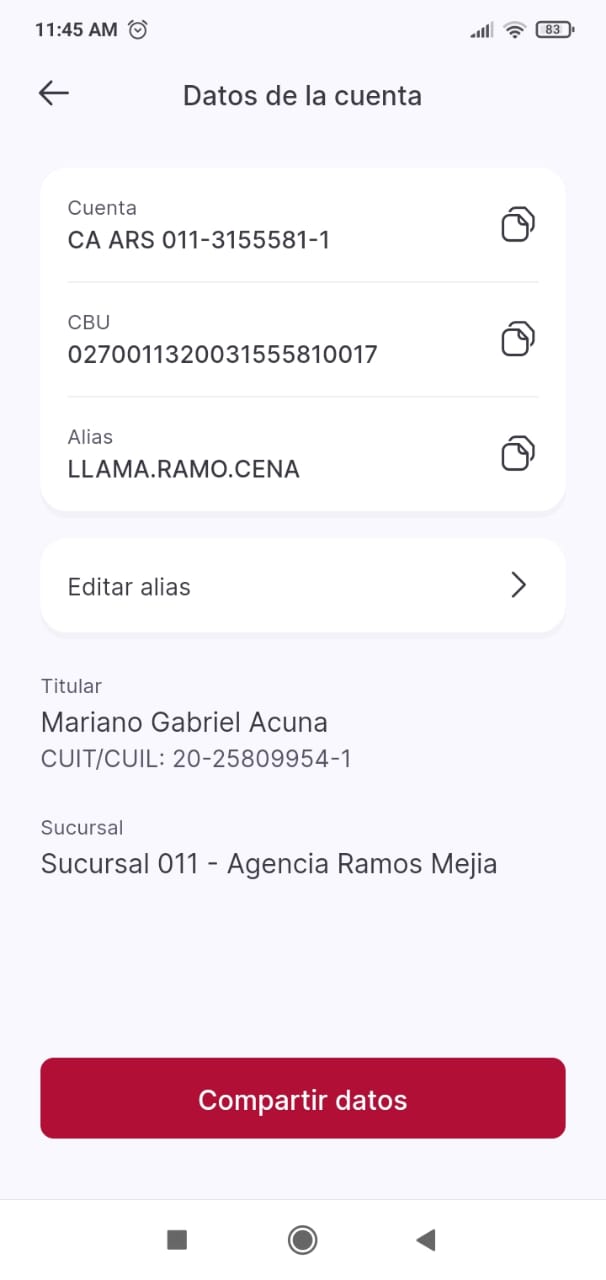 11:45 AM
83
Datos de la cuenta
Cuenta
CA ARS 011-3155581-1
CBU
0270011320031555810017
Alias
LLAMA.RAMO.CENA
Editar alias
Titular
Mariano Gabriel Acuna
CUIT/CUIL: 20-25809954-1
Sucursal
Sucursal 011 - Agencia Ramos Mejia
Compartir datos